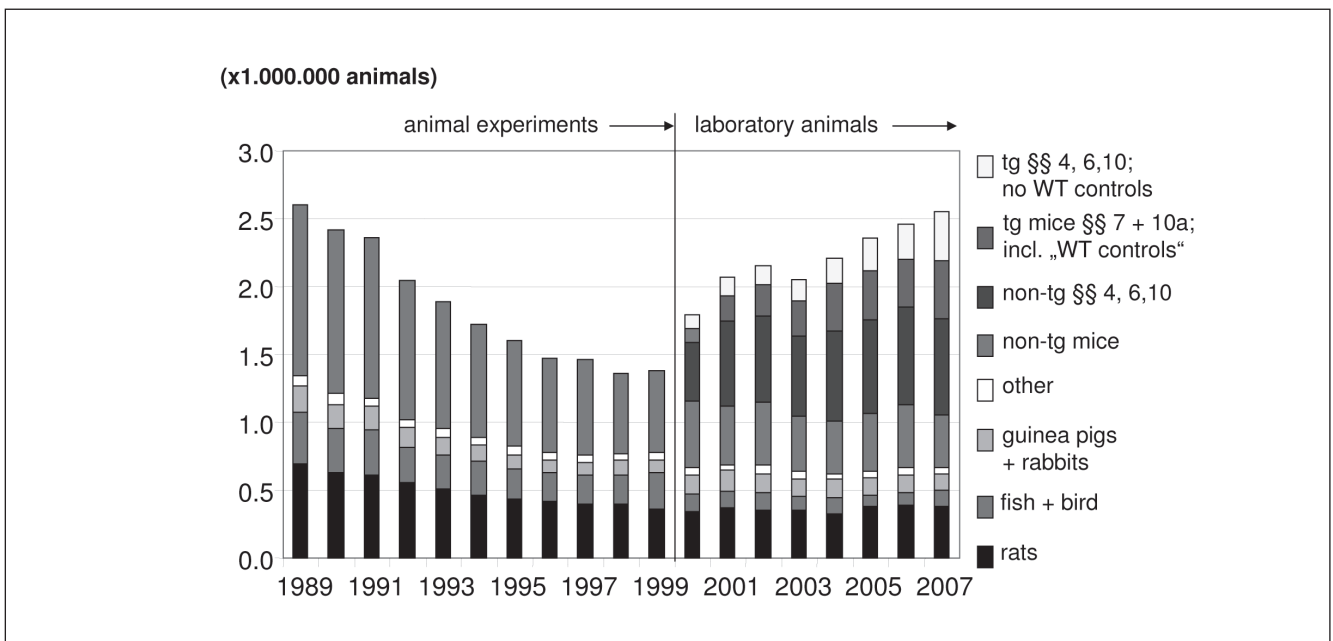 (x1.000.000 animals)
animal experiments
laboratory animals
3.0
2.5
2.0
1.5
1.0
0.5
0.0
1989 1991 1993 1995 1997 1999 2001 2003 2005 2007
tg §§ 4, 6,10;
no WT controls
tg mice §§ 7 + 10a;
incl. „WT controls“
non-tg §§ 4, 6,10
non-tg mice
other
guinea pigs
+ rabbits
fish + bird
rats